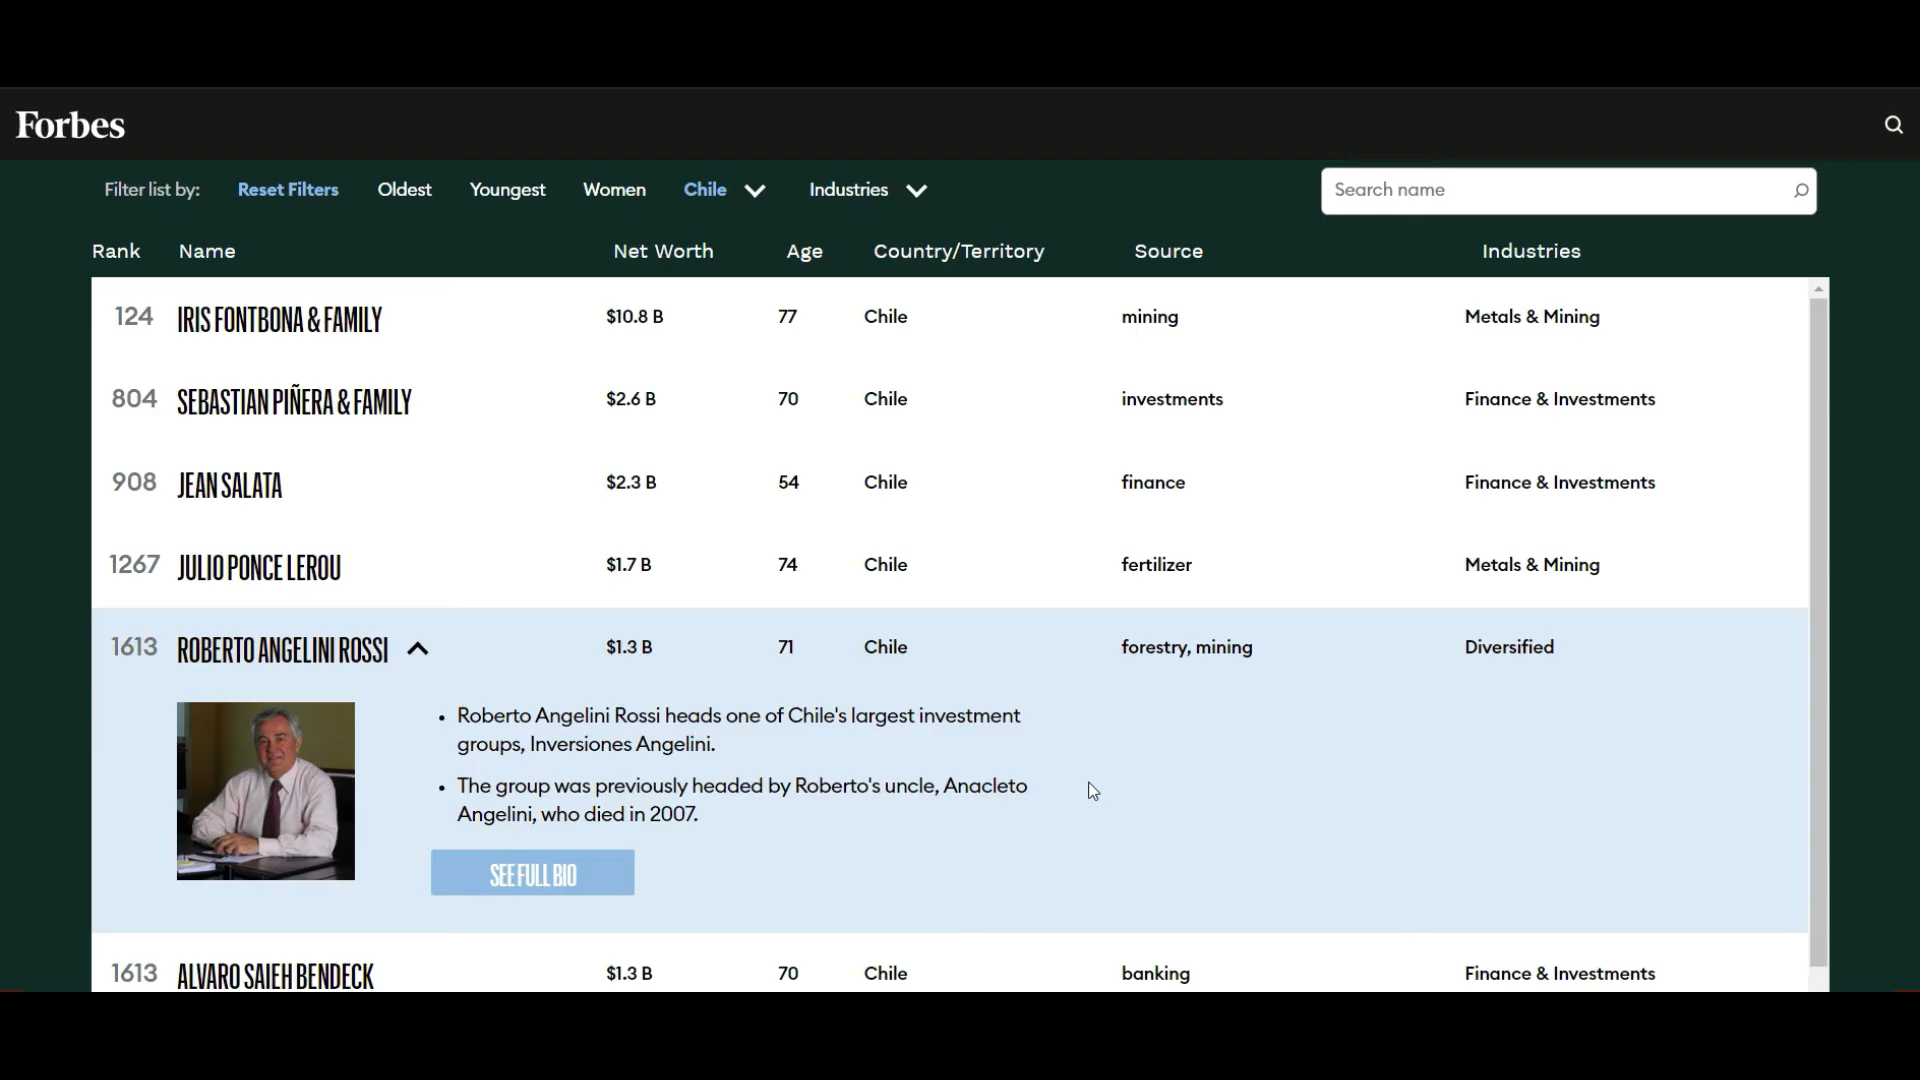 Forbes
Filter list by: Reset Filters Oldest Youngest Women Chile Industries Search name
Rank Name Net Worth Age Country/Territory Source Industries
124 IRIS FONTBONA & FAMILY $10.8 B 77 Chile mining Metals & Mining
804 SEBASTIAN PIÑERA & FAMILY $2.6 B 70 Chile investments Finance & Investments
908 JEAN SALATA $2.3 B 54 Chile finance Finance & Investments
1267 JULIO PONCE LEROU $1.7 B 74 Chile fertilizer Metals & Mining
1613 ROBERTO ANGELINI ROSSI $1.3 B 71 Chile forestry, mining Diversified
• Roberto Angelini Rossi heads one of Chile's largest investment
groups, Inversiones Angelini.
• The group was previously headed by Roberto's uncle, Anacleto
Angelini, who died in 2007.
SEE FULL BIO
1613 ALVARO SAIEH BENDECK $1.3 B 70 Chile banking Finance & Investments